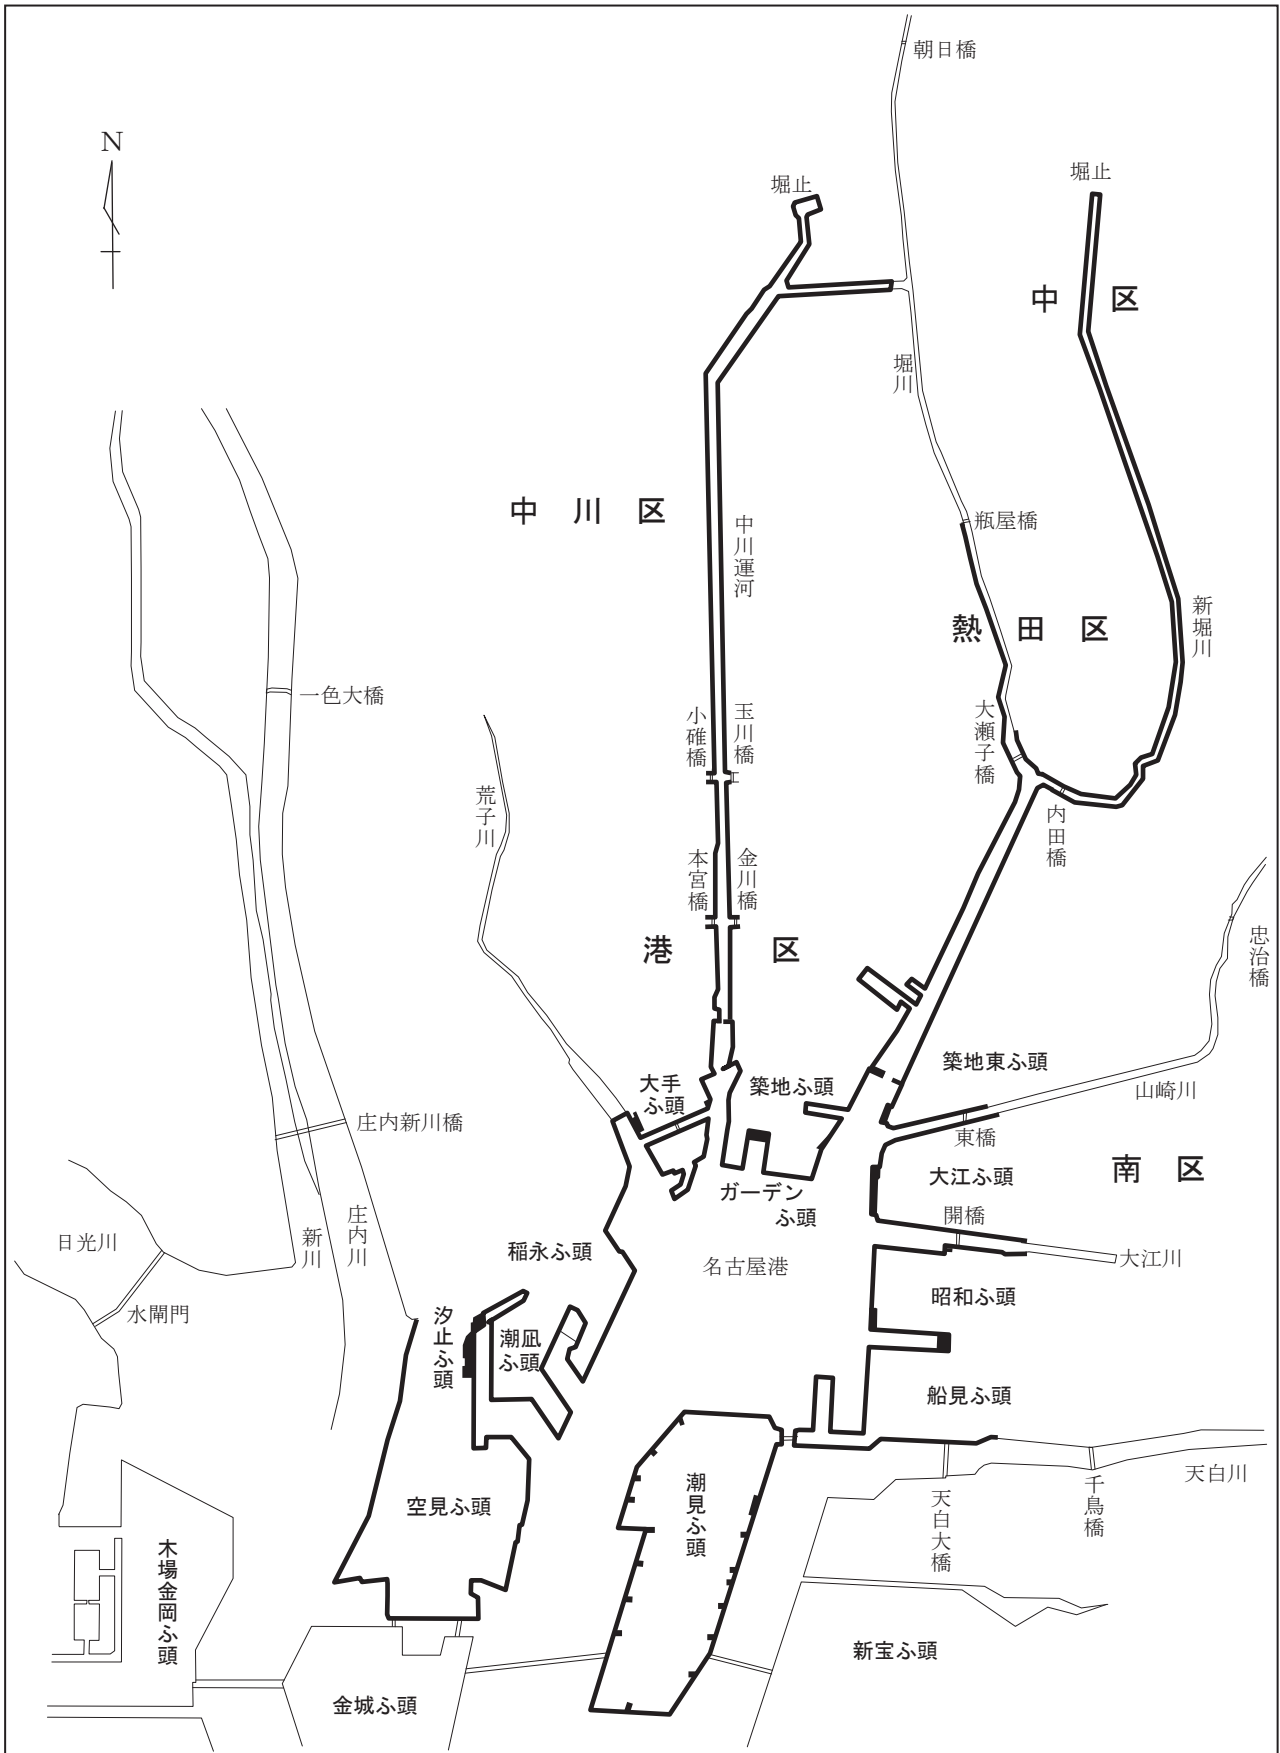 朝日橋
N
堀止
堀止
中 区
堀川
中 川 区
中川運河
瓶屋橋
熱 田 区
新堀川
一色大橋
小碓橋
玉川橋
大瀬子橋
荒子川
内田橋
本宮橋
金川橋
港 区
忠治橋
大手
ふ頭
築地ふ頭
築地東ふ頭
山崎川
庄内新川橋
東橋
南 区
大江ふ頭
ガーデン
ふ頭
開橋
日光川
新川
庄内川
稲永ふ頭
名古屋港
大江川
水閘門
汐止ふ頭
潮凪
ふ頭
昭和ふ頭
船見ふ頭
天白川
空見ふ頭
潮見ふ頭
天白大橋
千鳥橋
木場金岡ふ頭
新宝ふ頭
金城ふ頭